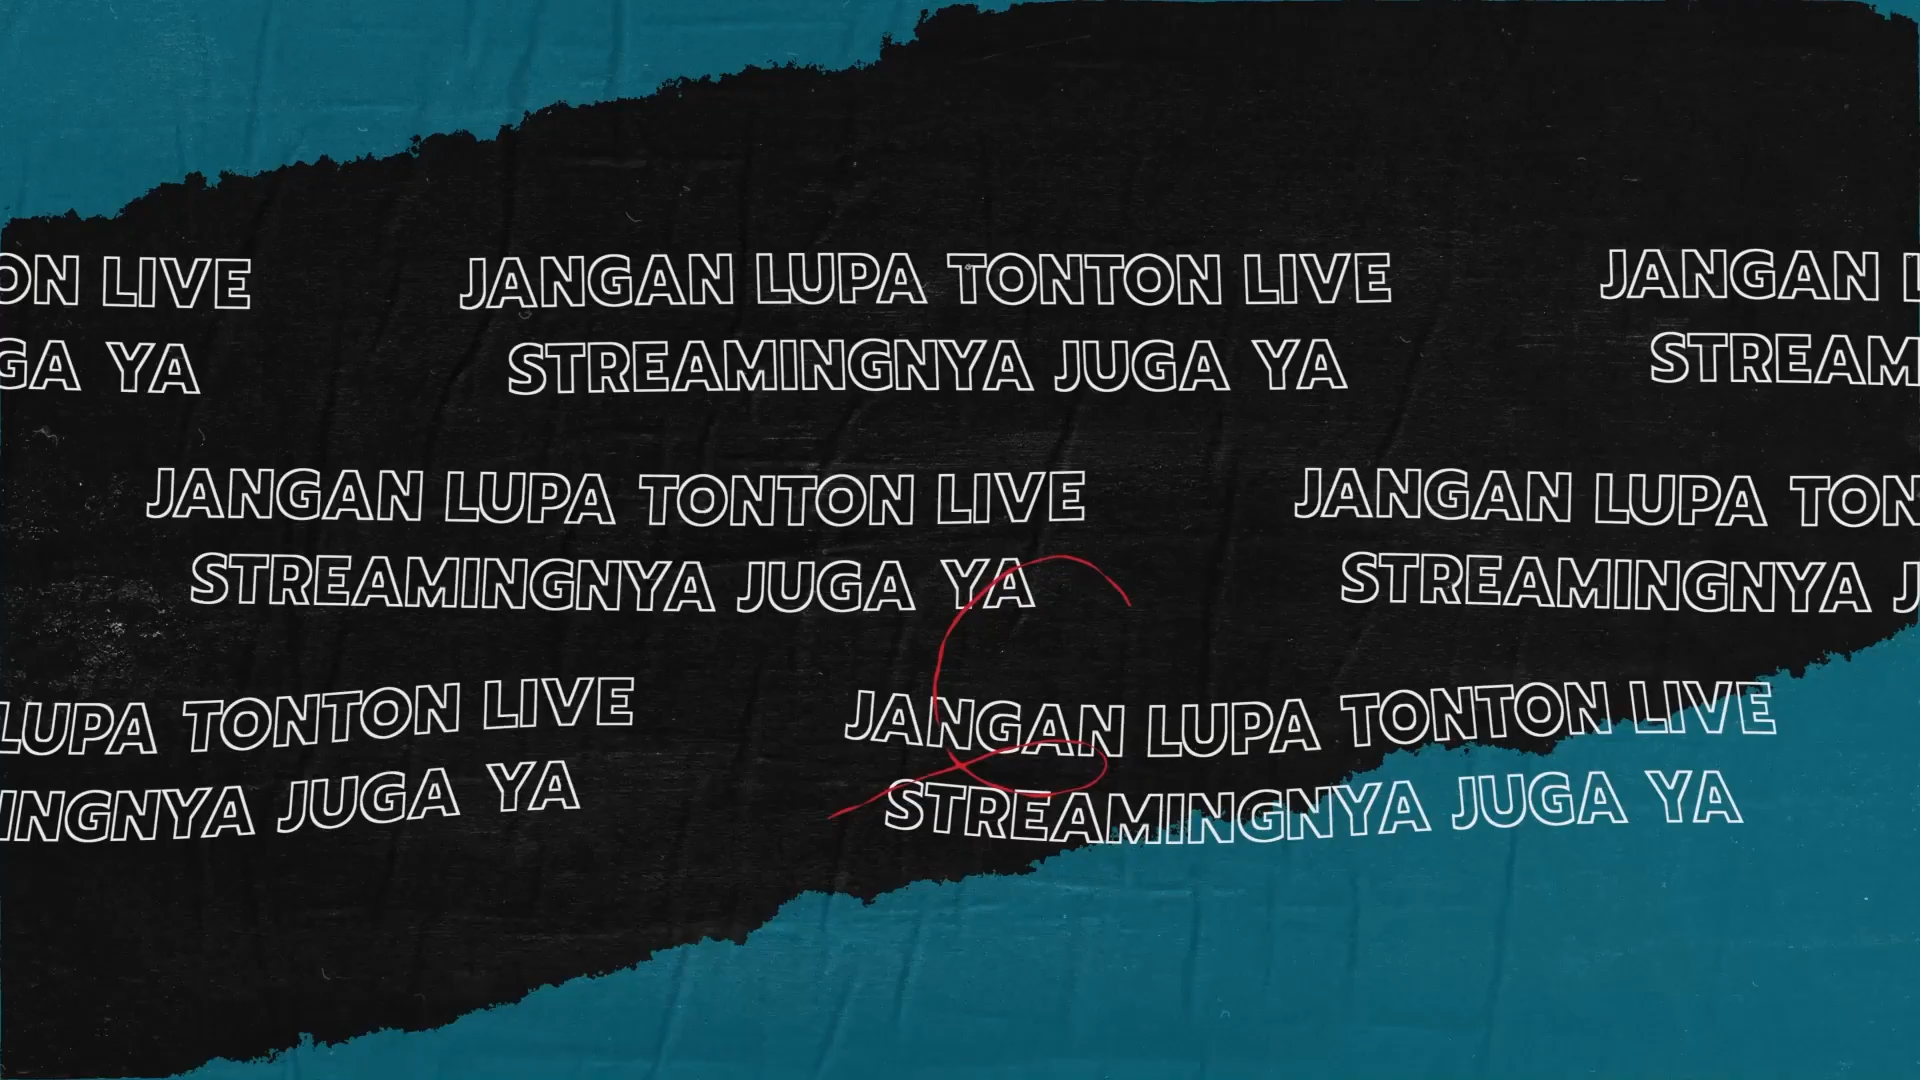 ON LIVE JANGAN LUPA TONTON LIVE JANGAN L
GA YA STREAMINGNYA JUGA YA STREAM
JANGAN LUPA TONTON LIVE JANGAN LUPA TON
STREAMINGNYA JUGA YA STREAMINGNYA J
LUPA TONTON LIVE JANGAN LUPA TONTON LIVE
INGNYA JUGA YA STREAMINGNYA JUGA YA